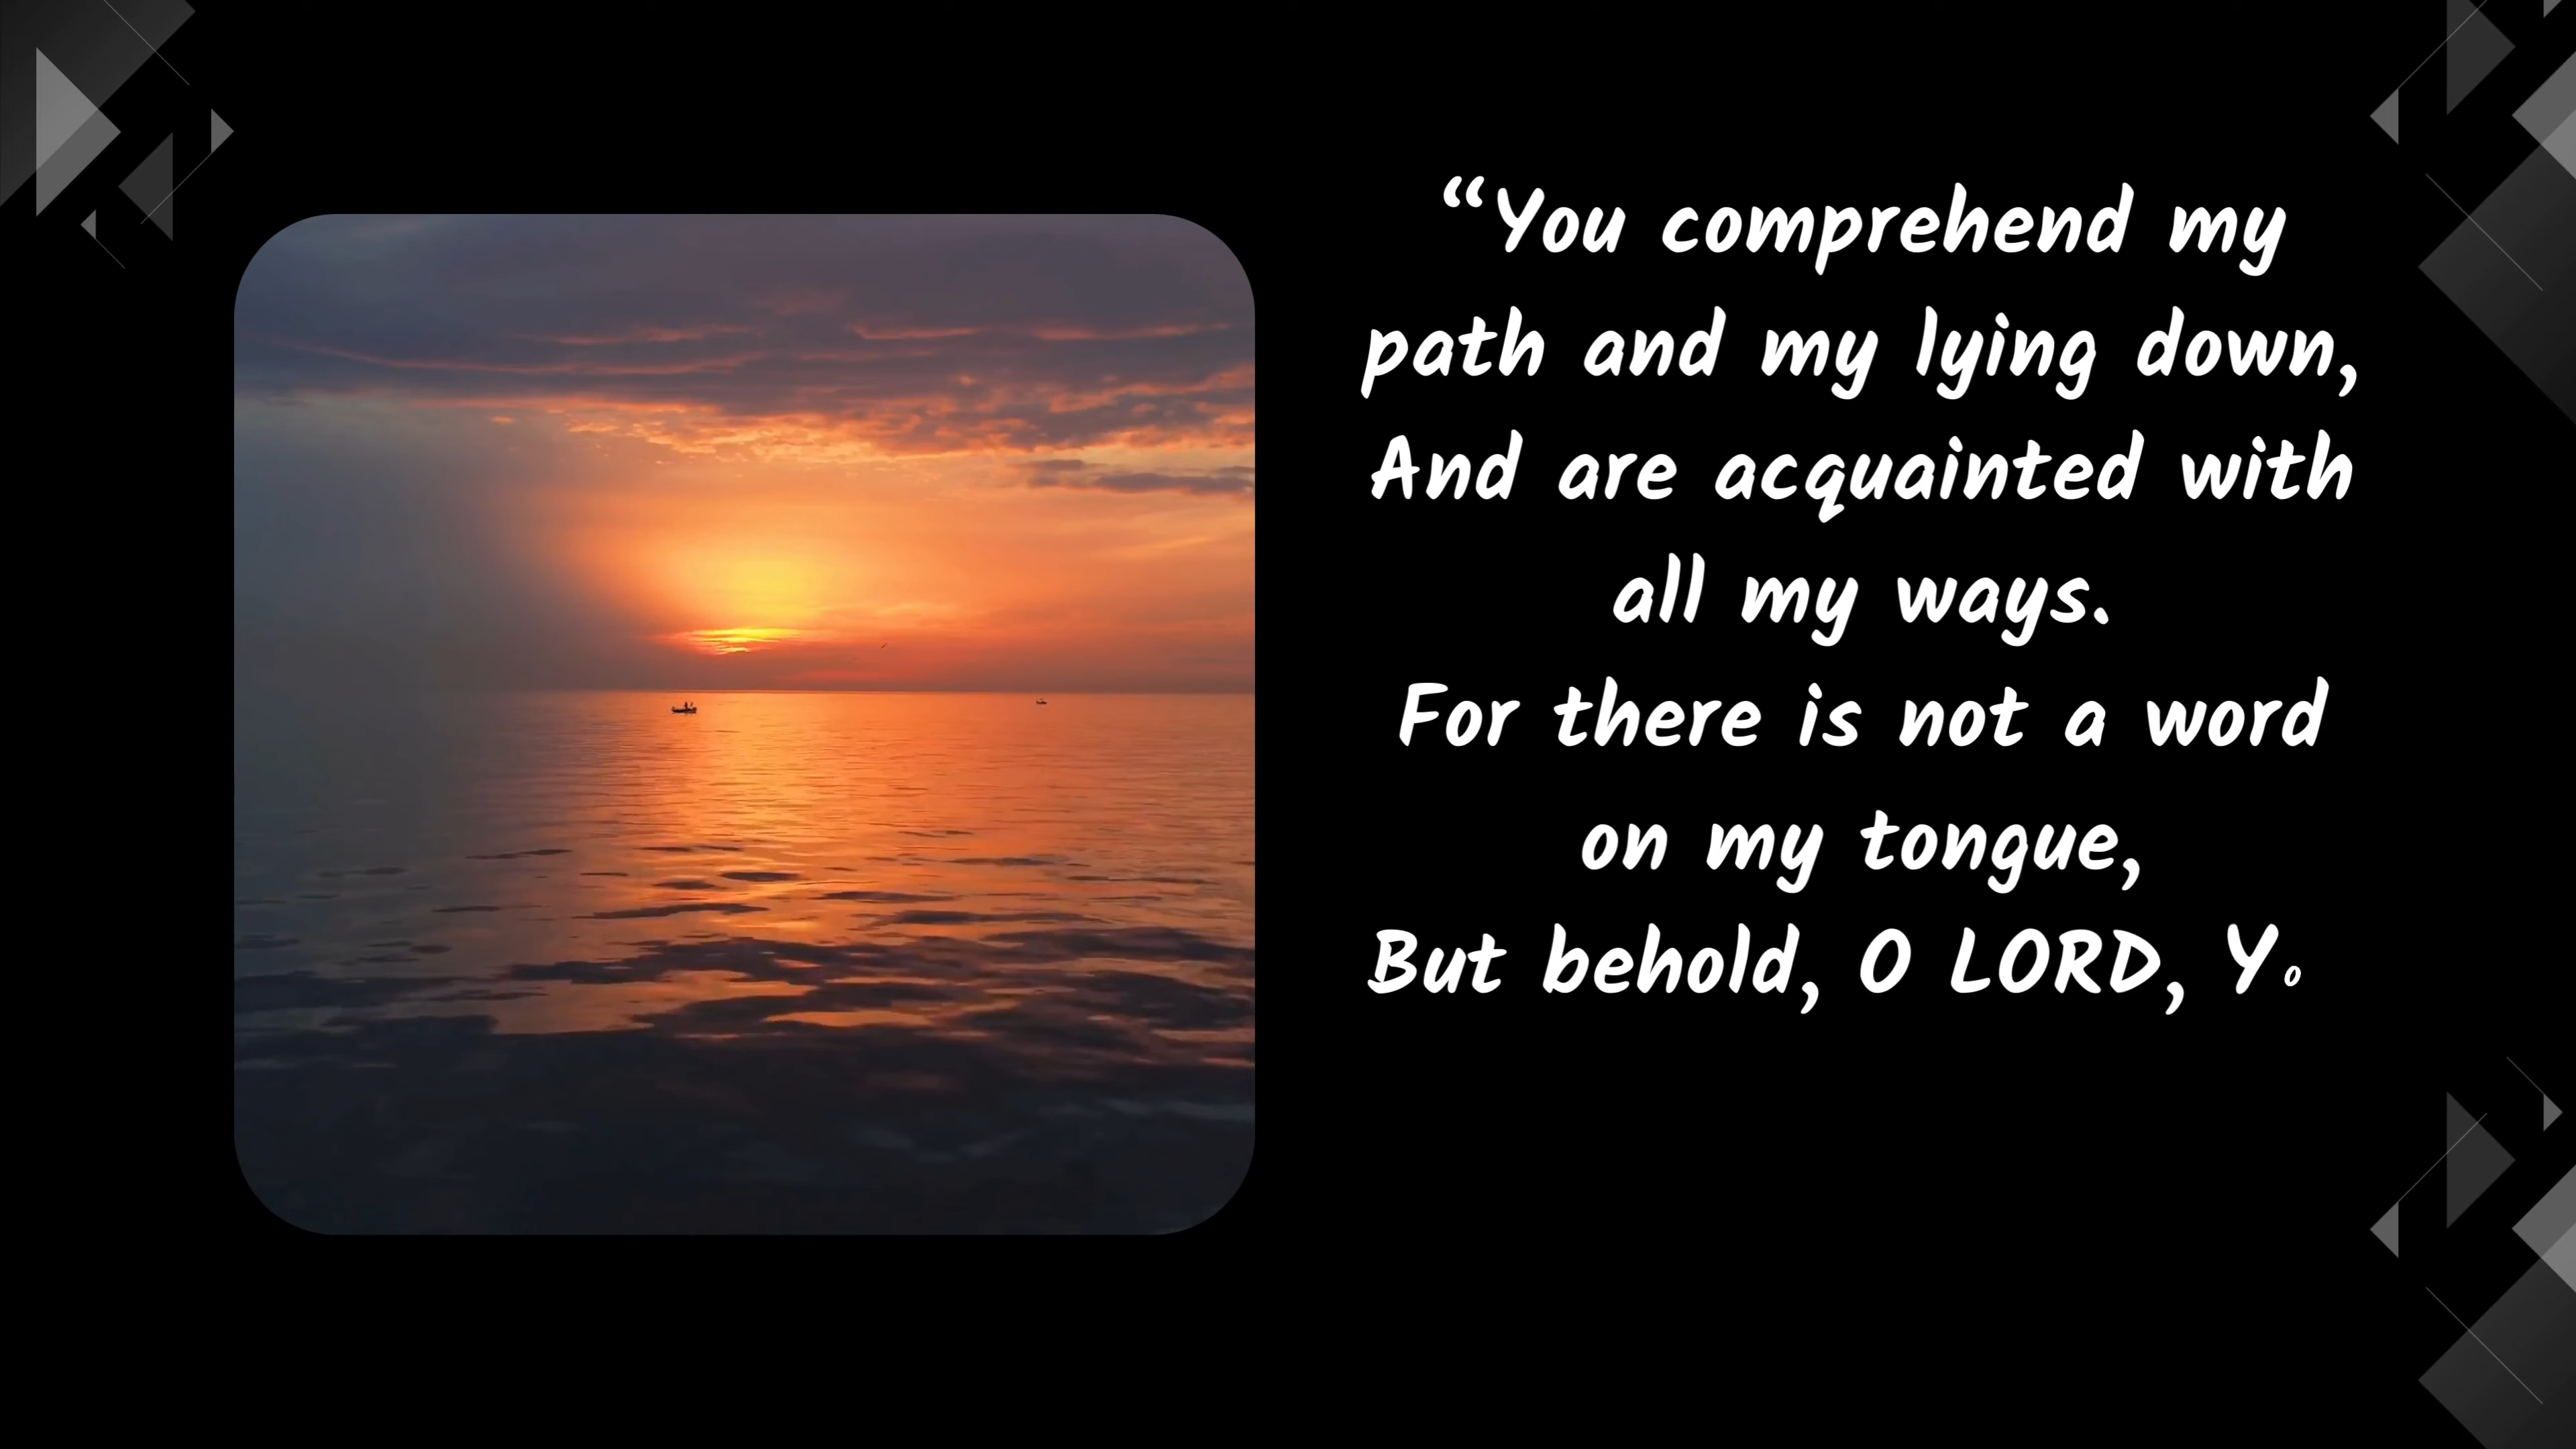 “You comprehend my
path and my lying down,
And are acquainted with
all my ways.
For there is not a word
on my tongue,
But behold, O LORD, Yo